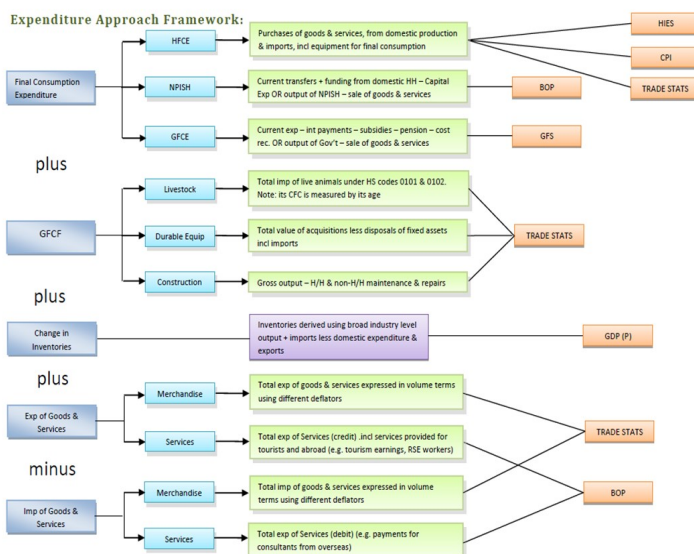 Expenditure Approach Framework:
HFCE
Purchases of goods & services, from domestic production
& imports, incl equipment for final consumption
HIES
CPI
TRADE STATS
Final Consumption
Expenditure
NPISH
Current transfers + funding from domestic HH – Capital
Exp OR output of NPISH – sale of goods & services
BOP
GFCE
Current exp – int payments – subsidies – pension – cost
rec. OR output of Gov't – sale of goods & services
GFS
plus
GFCF
Livestock
Total imp of live animals under HS codes 0101 & 0102.
Note: its CFC is measured by its age
Durable Equip
Total value of acquisitions less disposals of fixed assets
incl imports
TRADE STATS
Construction
Gross output – H/H & non-H/H maintenance & repairs
plus
Change in
Inventories
Inventories derived using broad industry level
output + imports less domestic expenditure &
exports
GDP (P)
plus
Exp of Goods &
Services
Merchandise
Total exp of goods & services expressed in volume terms
using different deflators
TRADE STATS
Services
Total exp of Services (credit) .incl services provided for
tourists and abroad (e.g. tourism earnings, RSE workers)
minus
Imp of Goods &
Services
Merchandise
Total imp of goods & services expressed in volume
terms using different deflators
BOP
Services
Total exp of Services (debit) (e.g. payments for
consultants from overseas)